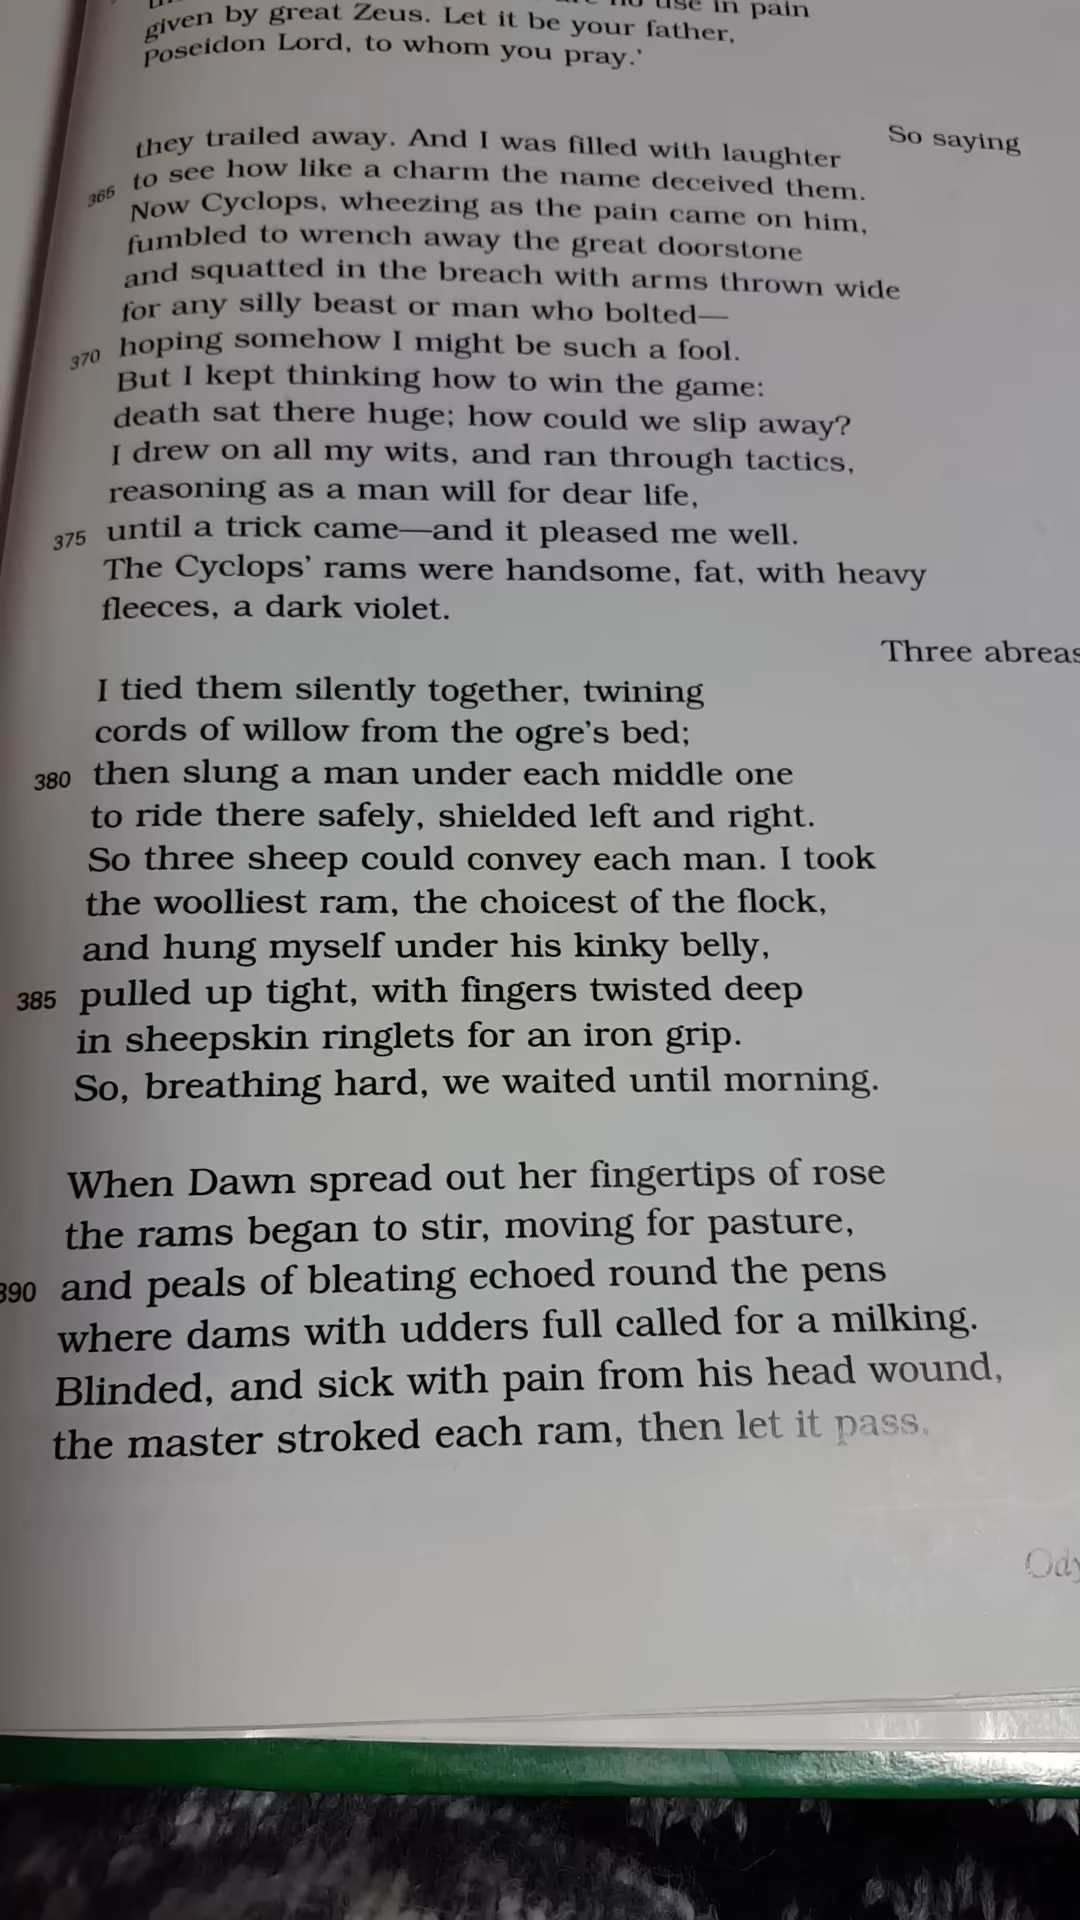 use in pain
given by great Zeus. Let it be your father,
Poseidon Lord, to whom you pray.'
So saying
they trailed away. And I was filled with laughter
365 to see how like a charm the name deceived them.
Now Cyclops, wheezing as the pain came on him,
fumbled to wrench away the great doorstone
and squatted in the breach with arms thrown wide
for any silly beast or man who bolted—
370 hoping somehow I might be such a fool.
But I kept thinking how to win the game:
death sat there huge; how could we slip away?
I drew on all my wits, and ran through tactics,
reasoning as a man will for dear life,
375 until a trick came—and it pleased me well.
The Cyclops' rams were handsome, fat, with heavy
fleeces, a dark violet.
Three abreas
I tied them silently together, twining
cords of willow from the ogre's bed;
380 then slung a man under each middle one
to ride there safely, shielded left and right.
So three sheep could convey each man. I took
the woolliest ram, the choicest of the flock,
and hung myself under his kinky belly,
385 pulled up tight, with fingers twisted deep
in sheepskin ringlets for an iron grip.
So, breathing hard, we waited until morning.
When Dawn spread out her fingertips of rose
the rams began to stir, moving for pasture,
390 and peals of bleating echoed round the pens
where dams with udders full called for a milking.
Blinded, and sick with pain from his head wound,
the master stroked each ram, then let it pass,
Ody